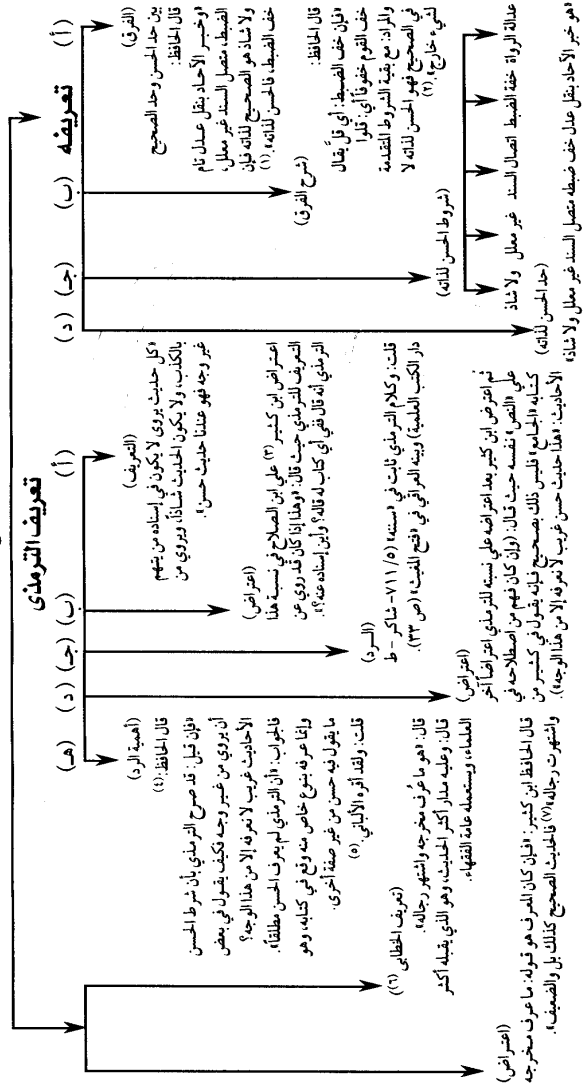 تعريفه
(أ)
(الفرق)
بين حد الحسن وحد الصحيح
قال الحافظ:
«وخبر الآحاد بنقل عدل تام
الضبط، متصل السند غير معلل،
ولا شاذ هو الصحيح لذاته فإن
خف الضبط، فالحسن لذاته». (١)
(ب)
(شرح الفرق)
قال الحافظ:
«فإن خف الضبط: أي قلَّ يقال
خف القوم خفوفاً أي: قلوا
والمراد: مع بقية الشروط المتقدمة
في الصحيح فهو الحسن لذاته لا
لشيء خارج». (٢)
(جـ)
(شروط الحسن لذاته)
عدالة الرواة
خفة الضبط
اتصال السند
غير معلل
ولا شاذ
(د)
(حد الحسن لذاته)
«هو خبر الآحاد بنقل عدل خف ضبطه متصل السند غير معلل ولا شاذ»
تعريف الترمذي
(أ)
(التعريف)
«كل حديث يروى لا يكون في إسناده من يتهم
بالكذب، ولا يكون الحديث شاذاً، ويروي من
غير وجه فهو عندنا حديث حسن».
(ب)
(اعتراض)
اعتراض ابن كثير (٣) على ابن الصلاح في نسبة هذا
التعريف للترمذي حيث قال: «وهذا إذا كان قد روي عن
الترمذي أنه قال ففي أي كتاب له قاله؟ وأين إسناده عنه؟».
(جـ)
(الرد)
قلت: وكلام الترمذي ثابت في «سننه» (٥/ ٧١١- شاكر - ط
دار الكتب العلمية) وبينه العراقي في «فتح المغيث» (ص ٣٣).
(د)
(اعتراض)
ثم اعترض ابن كثير بعد اعتراضه على نسبته للترمذي اعتراضاً آخر
على «النص» نفسه حيث قال: (وإن كان فهم من اصطلاحه في
كتابه «الجامع» فليس ذلك بصحيح فإنه يقول في كثير من
الأحاديث: «هذا حديث حسن غريب لا نعرفه إلا من هذا الوجه»).
(هـ)
(أهمية الرد)
قال الحافظ: (٤)
«فإن قيل: قد صرح الترمذي بأن شرط الحسن
أن يروي من غير وجه فكيف يقول في بعض
الأحاديث غريب لا نعرفه إلا من هذا الوجه؟
فالجواب: «أن الترمذي لم يعرف الحسن مطلقاً».
وإنما عرفه بنوع خاص منه وقع في كتابه، وهو
ما يقول فيه حسن من غير صفة أخرى.
قلت: ولقد أقره الألباني. (٥)
(تعريف الخطابي (٦))
قال: «هو ما عُرف مخرجه واشتهر رجاله».
قال: وعليه مدار أكثر الحديث، وهو الذي يقبله أكثر
العلماء، ويستعمله عامة الفقهاء.
(اعتراض)
قال الحافظ ابن كثير: «فإن كان المعرف هو قوله: ما عرف مخرجه
واشتهرت رجاله» (٧) فالحديث الصحيح كذلك بل والضعيف».